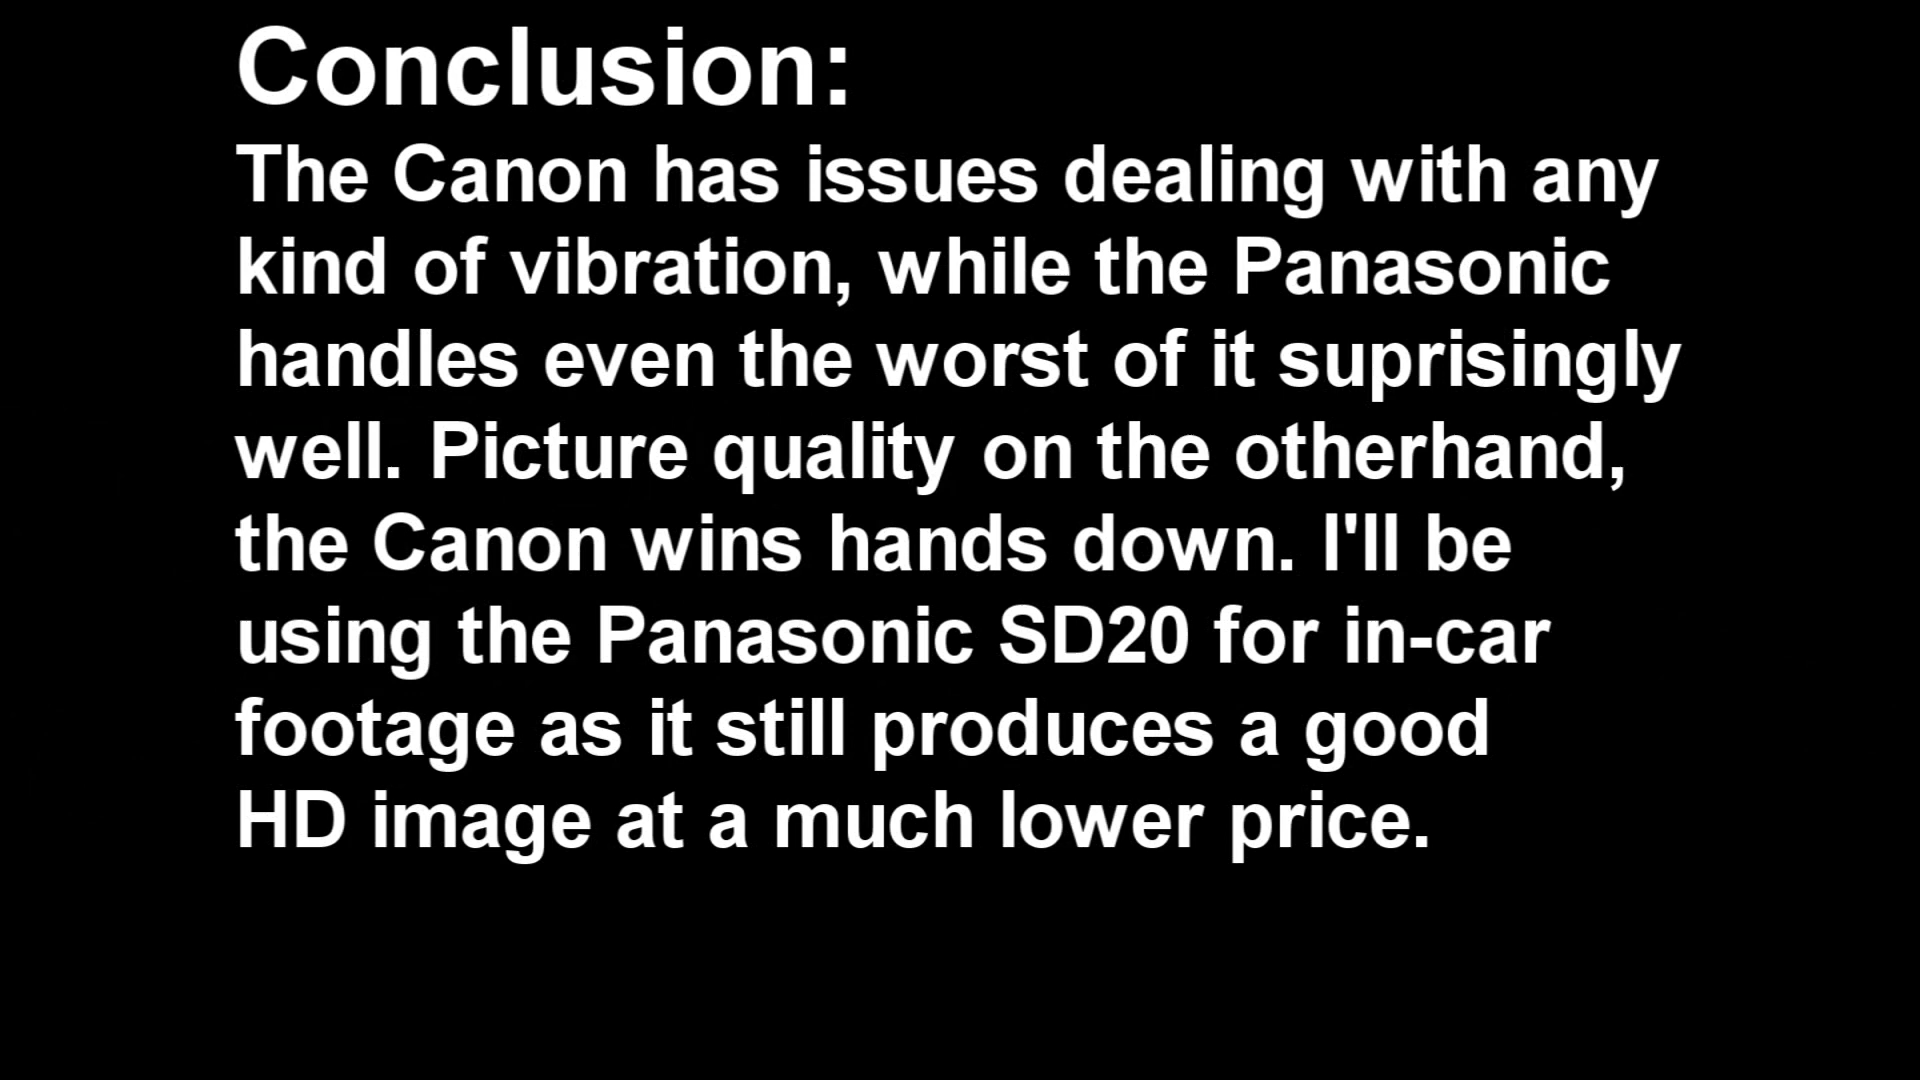 Conclusion:
The Canon has issues dealing with any
kind of vibration, while the Panasonic
handles even the worst of it suprisingly
well. Picture quality on the otherhand,
the Canon wins hands down. I'll be
using the Panasonic SD20 for in-car
footage as it still produces a good
HD image at a much lower price.